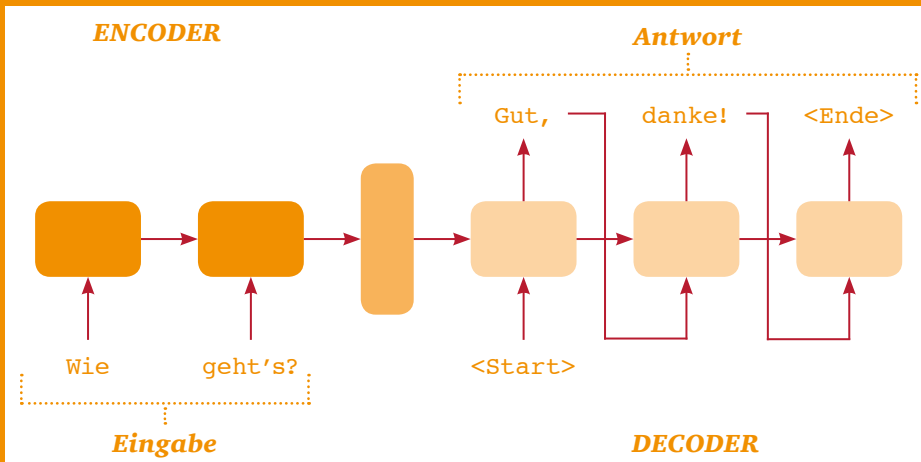 ENCODER
Antwort
Gut, danke! <Ende>
Wie geht's? <Start>
Eingabe DECODER